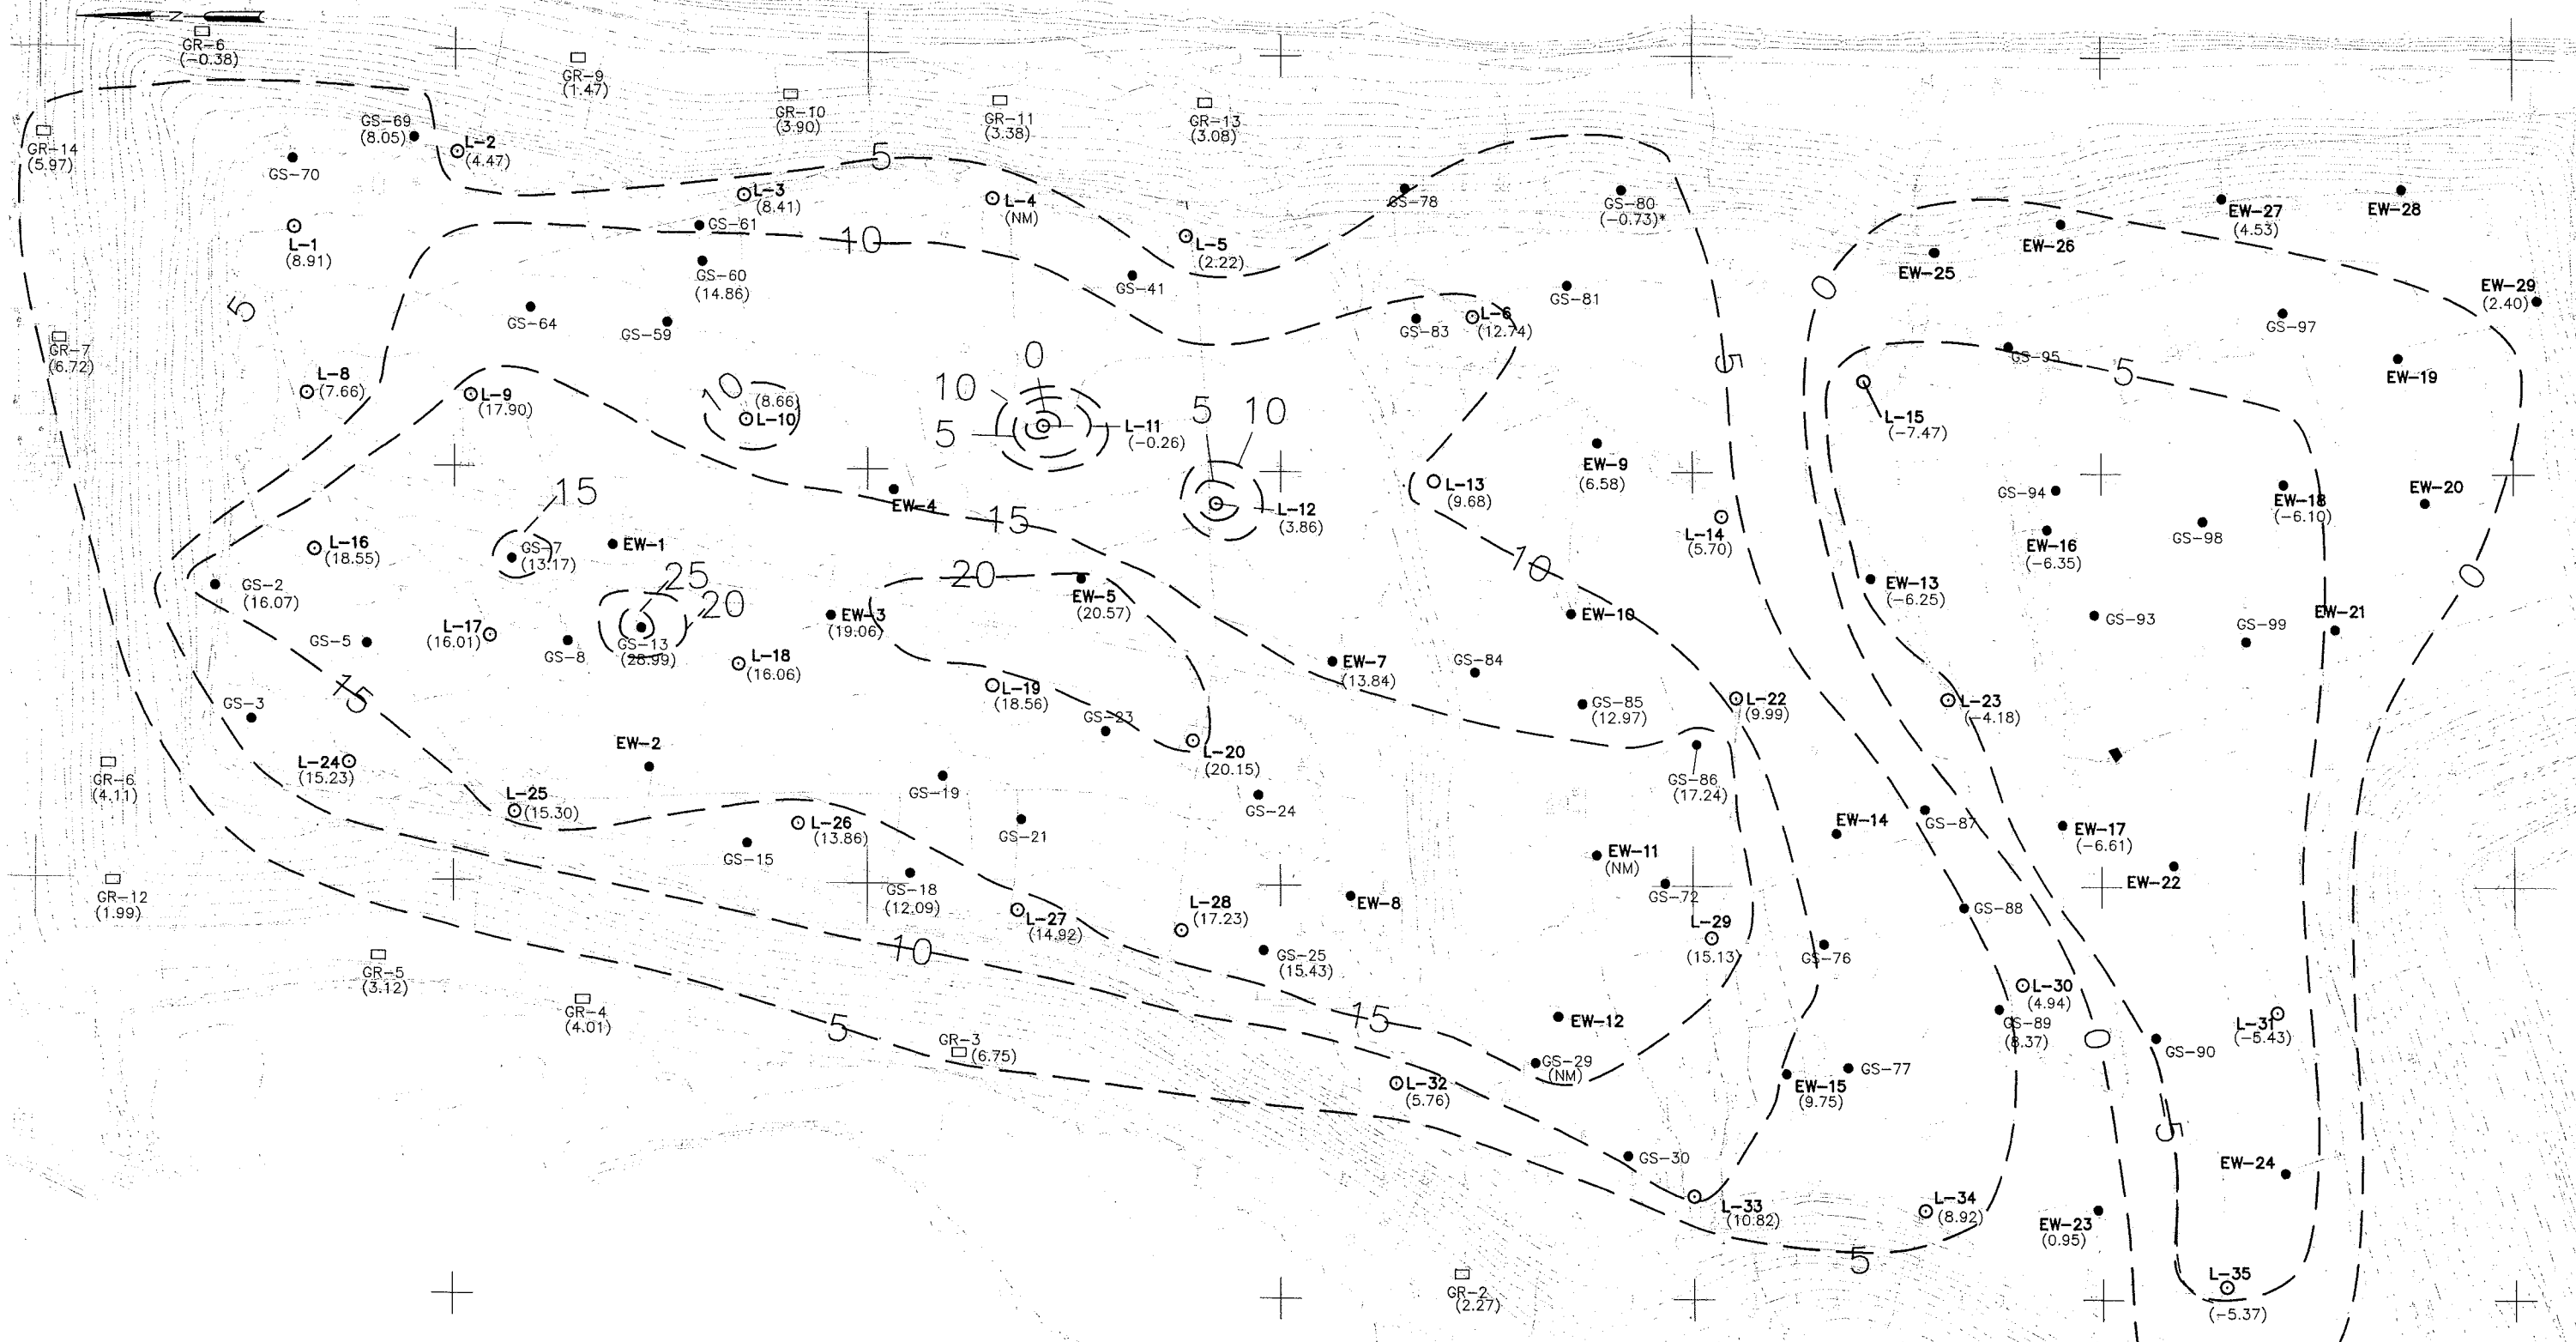 N
GR-6
(-0.38)
GR-9
(1.47)
GR-10
(3.90)
GR-11
(3.38)
GR-13
(3.08)
GR-14
(5.97)
GS-69
(8.05)
L-2
(4.47)
GS-70
5
L-3
(8.41)
L-4
(NM)
GS-78
GS-80
(-0.73)*
EW-27
(4.53)
EW-28
L-1
(8.91)
GS-61
10
L-5
(2.22)
EW-26
EW-25
GS-60
(14.86)
GS-41
GS-81
0
EW-29
(2.40)
5
GS-64
GS-59
GS-83
L-6
(12.74)
GS-97
GR-7
(6.72)
0
5
GS-95
5
EW-19
L-8
(7.66)
L-9
(17.90)
10
(8.66)
L-10
10
5
L-11
(-0.26)
5
10
L-15
(-7.47)
EW-9
(6.58)
L-13
(9.68)
15
EW-4
15
L-12
(3.86)
GS-94
EW-18
(-6.10)
EW-20
L-16
(18.55)
GS-7
(13.17)
EW-1
L-14
(5.70)
EW-16
(-6.35)
GS-98
25
20
20
10
0
GS-2
(16.07)
EW-5
(20.57)
EW-13
(-6.25)
EW-3
(19.06)
EW-10
GS-93
EW-21
GS-99
GS-5
L-17
(16.01)
GS-8
GS-13
(28.99)
L-18
(16.06)
EW-7
(13.84)
GS-84
15
L-19
(18.56)
GS-85
(12.97)
L-22
(9.99)
L-23
(-4.18)
GS-3
GS-23
EW-2
L-20
(20.15)
L-24
(15.23)
GS-86
(17.24)
GR-6
(4.11)
L-25
(15.30)
GS-19
GS-24
L-26
(13.86)
GS-21
EW-14
GS-87
EW-17
(-6.61)
GS-15
EW-11
(NM)
GS-72
EW-22
GR-12
(1.99)
GS-18
(12.09)
L-27
(14.92)
L-28
(17.23)
EW-8
L-29
(15.13)
GS-88
10
GS-25
(15.43)
GS-76
GR-5
(3.12)
L-30
(4.94)
GR-4
(4.01)
5
15
EW-12
GS-89
(8.37)
0
L-31
(-5.43)
GR-3
(6.75)
GS-29
(NM)
GS-90
L-32
(5.76)
EW-15
(9.75)
GS-77
5
GS-30
EW-24
L-33
(10.82)
L-34
(8.92)
EW-23
(0.95)
5
GR-2
(2.27)
L-35
(-5.37)